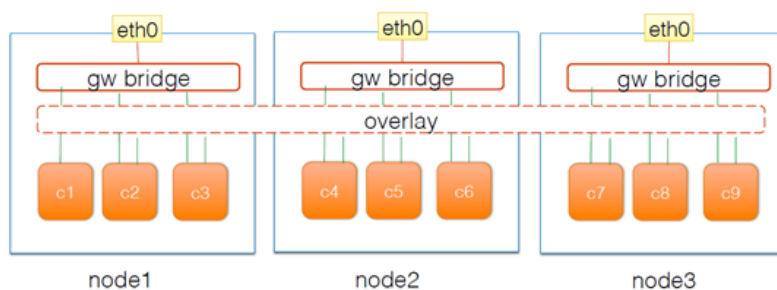 eth0 eth0 eth0
gw bridge gw bridge gw bridge
overlay
c1 c2 c3 c4 c5 c6 c7 c8 c9
node1 node2 node3